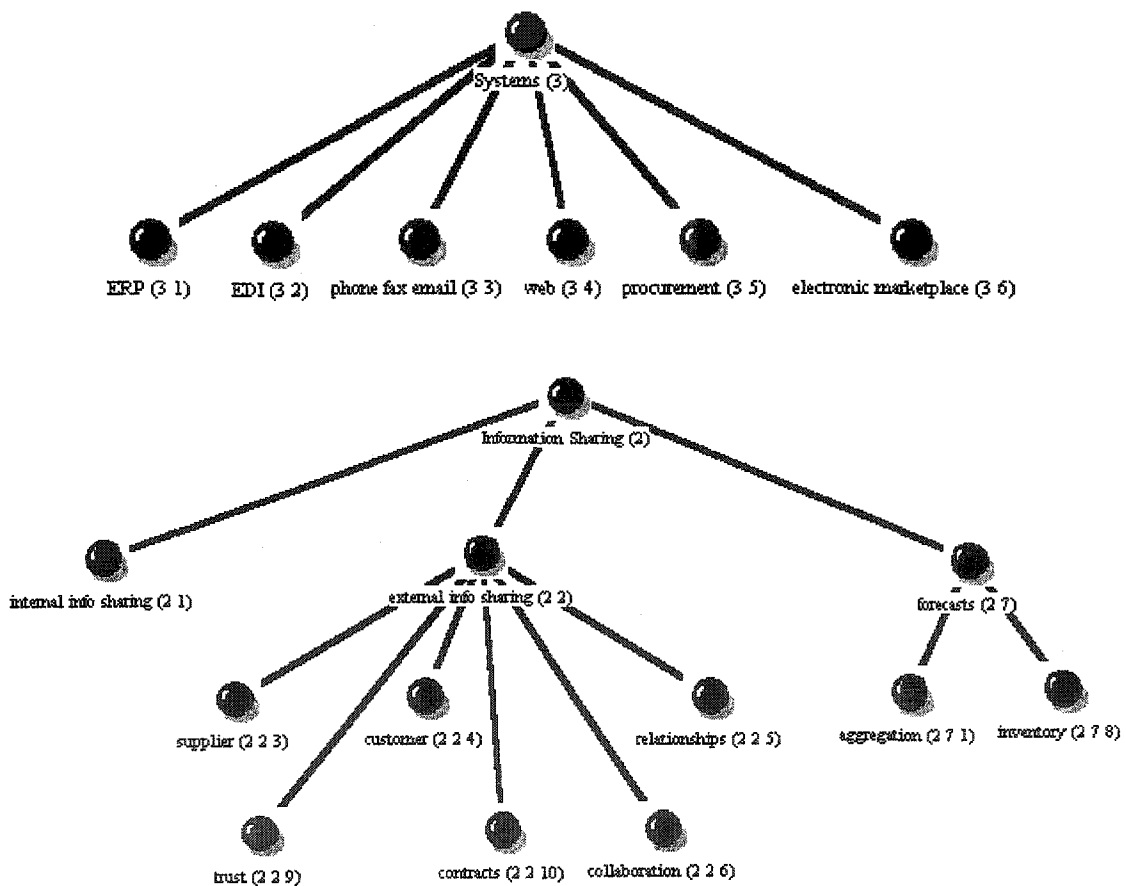 Systems (3)
ERP (3 1)
EDI (3 2)
phone fax email (3 3)
web (3 4)
procurement (3 5)
electronic marketplace (3 6)
Information Sharing (2)
internal info sharing (2 1)
external info sharing (2 2)
forecasts (2 7)
supplier (2 2 3)
customer (2 2 4)
relationships (2 2 5)
aggregation (2 7 1)
inventory (2 7 8)
trust (2 2 9)
contracts (2 2 10)
collaboration (2 2 6)